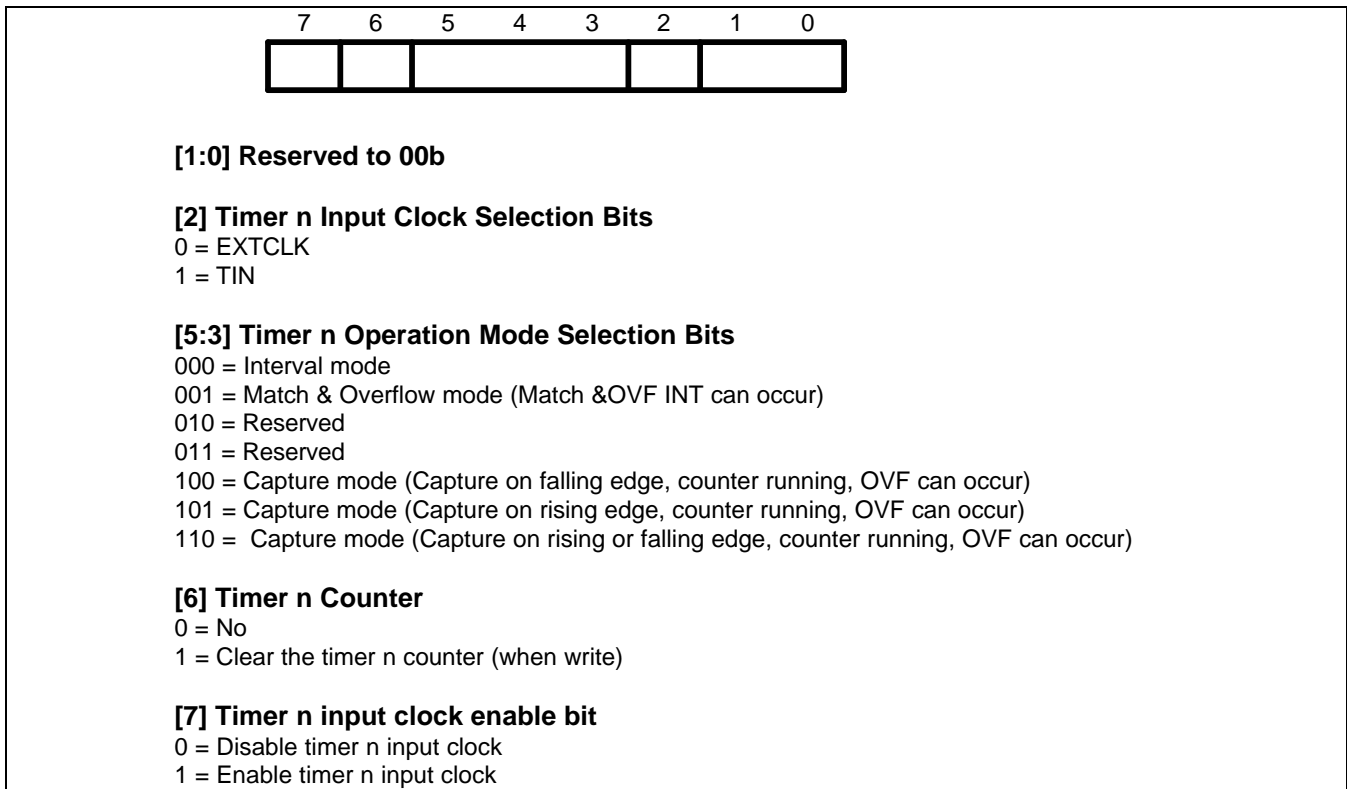 7 6 5 4 3 2 1 0
[1:0] Reserved to 00b
[2] Timer n Input Clock Selection Bits
0 = EXTCLK
1 = TIN
[5:3] Timer n Operation Mode Selection Bits
000 = Interval mode
001 = Match & Overflow mode (Match &OVF INT can occur)
010 = Reserved
011 = Reserved
100 = Capture mode (Capture on falling edge, counter running, OVF can occur)
101 = Capture mode (Capture on rising edge, counter running, OVF can occur)
110 = Capture mode (Capture on rising or falling edge, counter running, OVF can occur)
[6] Timer n Counter
0 = No
1 = Clear the timer n counter (when write)
[7] Timer n input clock enable bit
0 = Disable timer n input clock
1 = Enable timer n input clock